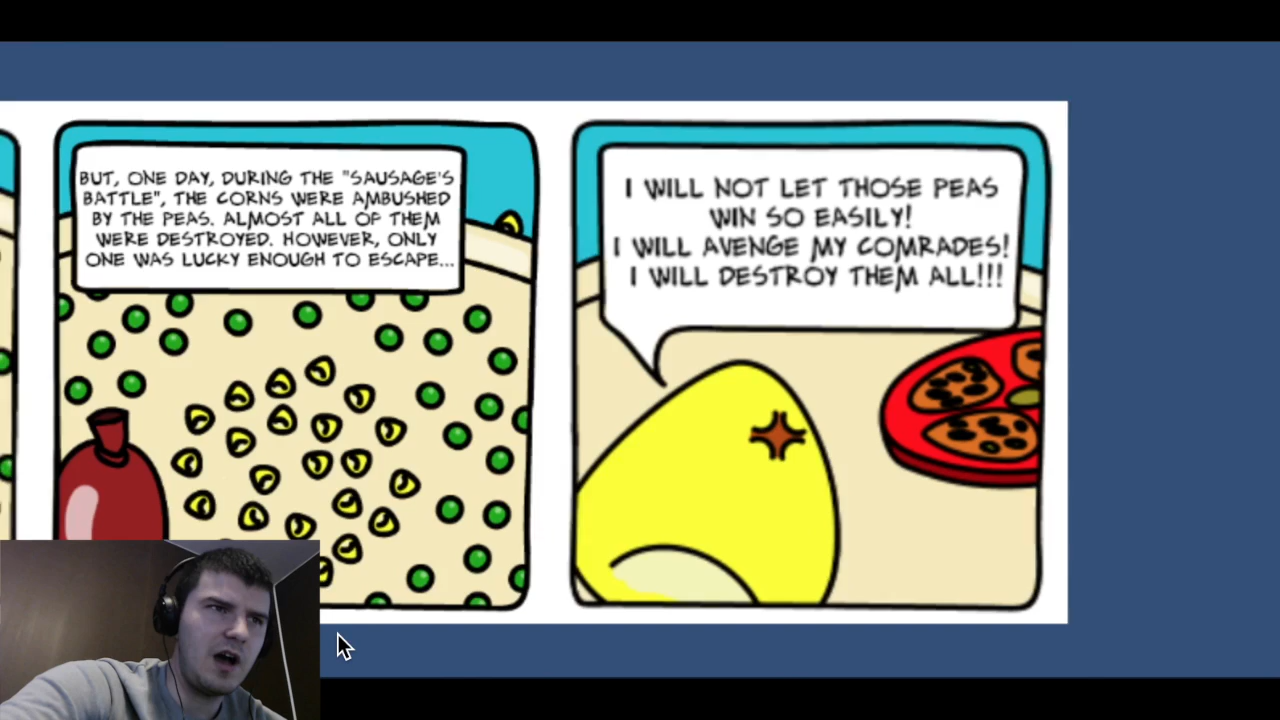 BUT, ONE DAY, DURING THE "SAUSAGE'S
BATTLE", THE CORNS WERE AMBUSHED
BY THE PEAS. ALMOST ALL OF THEM
WERE DESTROYED. HOWEVER, ONLY
ONE WAS LUCKY ENOUGH TO ESCAPE...
I WILL NOT LET THOSE PEAS
WIN SO EASILY!
I WILL AVENGE MY COMRADES!
I WILL DESTROY THEM ALL!!!